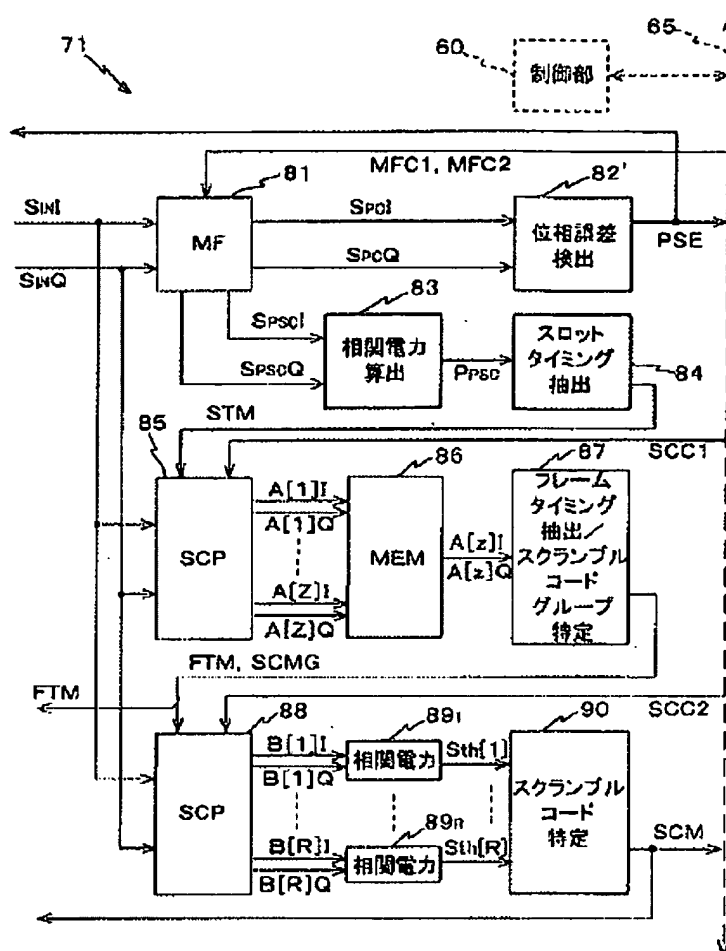 71
60
65
制御部
MFC1, MFC2
81
82'
SINI
SINQ
MF
SPCI
SPCQ
位相誤差
検出
PSE
83
SPSCI
SPSCQ
相関電力
算出
PPSC
スロット
タイミング
抽出
84
STM
85
SCC1
86
87
SCP
A[1]I
A[1]Q
A[Z]I
A[Z]Q
MEM
A[z]I
A[z]Q
フレーム
タイミング
抽出/
スクランブル
コード
グループ
特定
FTM, SCMG
FTM
SCC2
88
891
90
SCP
B[1]I
B[1]Q
B[R]I
B[R]Q
相関電力
Sth[1]
89R
相関電力
Sth[R]
スクランブル
コード
特定
SCM